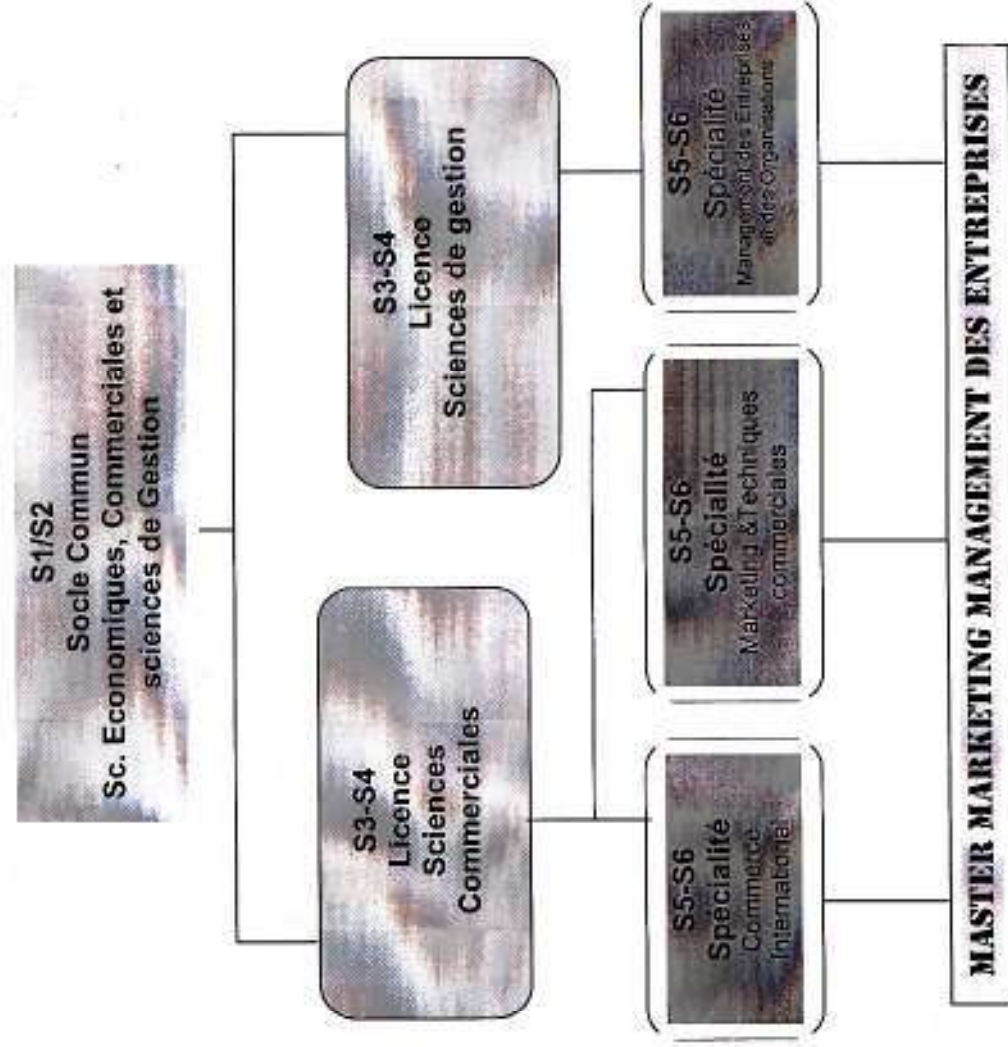 S1/S2
Socle Commun
Sc. Economiques, Commerciales et
sciences de Gestion
S3-S4
Licence
Sciences
Commerciales
S3-S4
Licence
Sciences de gestion
S5-S6
Spécialité
Commerce
International
S5-S6
Spécialité
Marketing &Techniques
commerciales
S5-S6
Spécialité
Management des Entreprises
et des Organisations
MASTER MARKETING MANAGEMENT DES ENTREPRISES